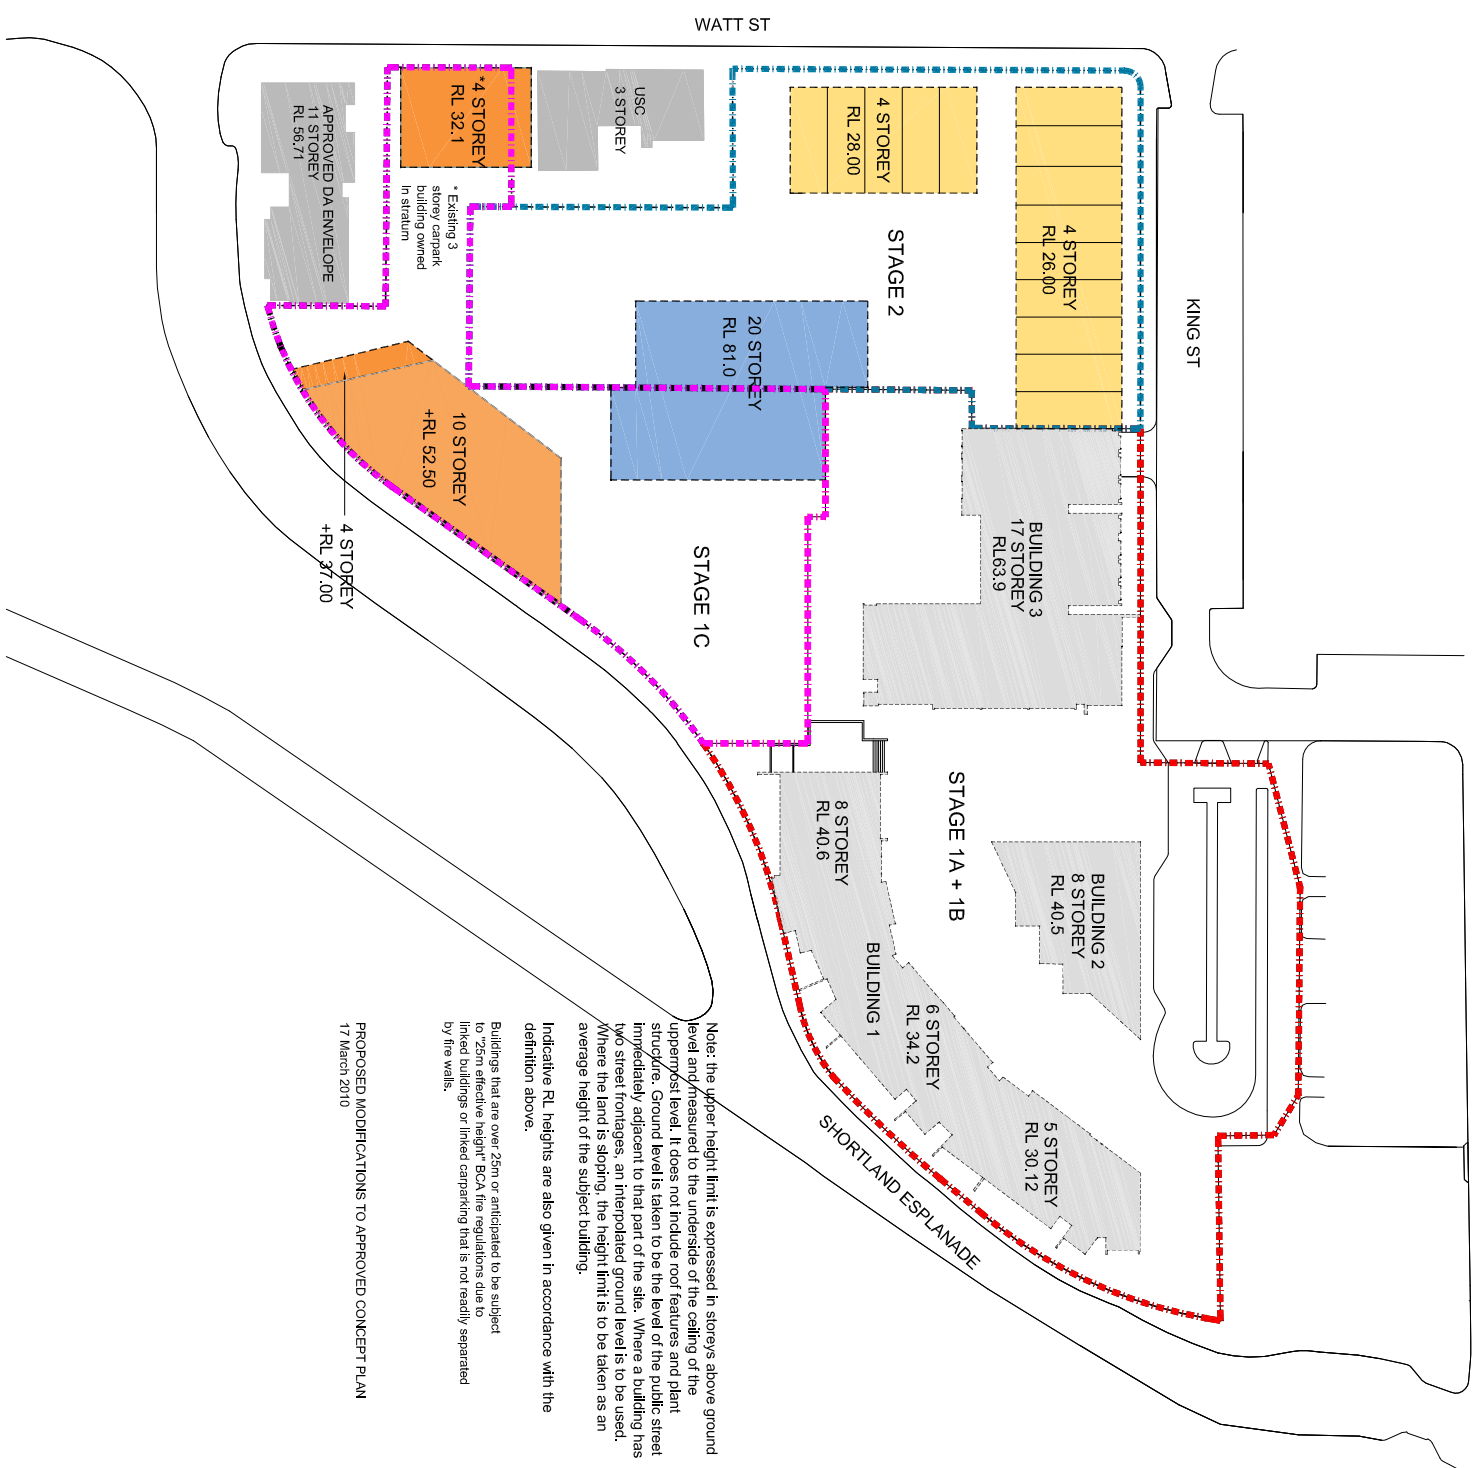 WATT ST
KING ST
SHORTLAND ESPLANADE
APPROVED DA ENVELOPE
11 STOREY
RL 56.71
*4 STOREY
RL 32.1
* Existing 3
storey carpark
building owned
In stratum
USC
3 STOREY
4 STOREY
RL 28.00
4 STOREY
RL 26.00
STAGE 2
20 STOREY
RL 81.0
10 STOREY
+RL 52.50
4 STOREY
+RL 37.00
STAGE 1C
BUILDING 3
17 STOREY
RL63.9
STAGE 1A + 1B
BUILDING 2
8 STOREY
RL 40.5
8 STOREY
RL 40.6
BUILDING 1
6 STOREY
RL 34.2
5 STOREY
RL 30.12
Note: the upper height limit is expressed in storeys above ground
level and measured to the underside of the ceiling of the
uppermost level. It does not include roof features and plant
structure. Ground level is taken to be the level of the public street
immediately adjacent to that part of the site. Where a building has
two street frontages, an interpolated ground level is to be used.
Where the land is sloping, the height limit is to be taken as an
average height of the subject building.
Indicative RL heights are also given in accordance with the
definition above.
Buildings that are over 25m or anticipated to be subject
to "25m effective height" BCA fire regulations due to
linked buildings or linked carparking that is not readily separated
by fire walls.
PROPOSED MODIFICATIONS TO APPROVED CONCEPT PLAN
17 March 2010